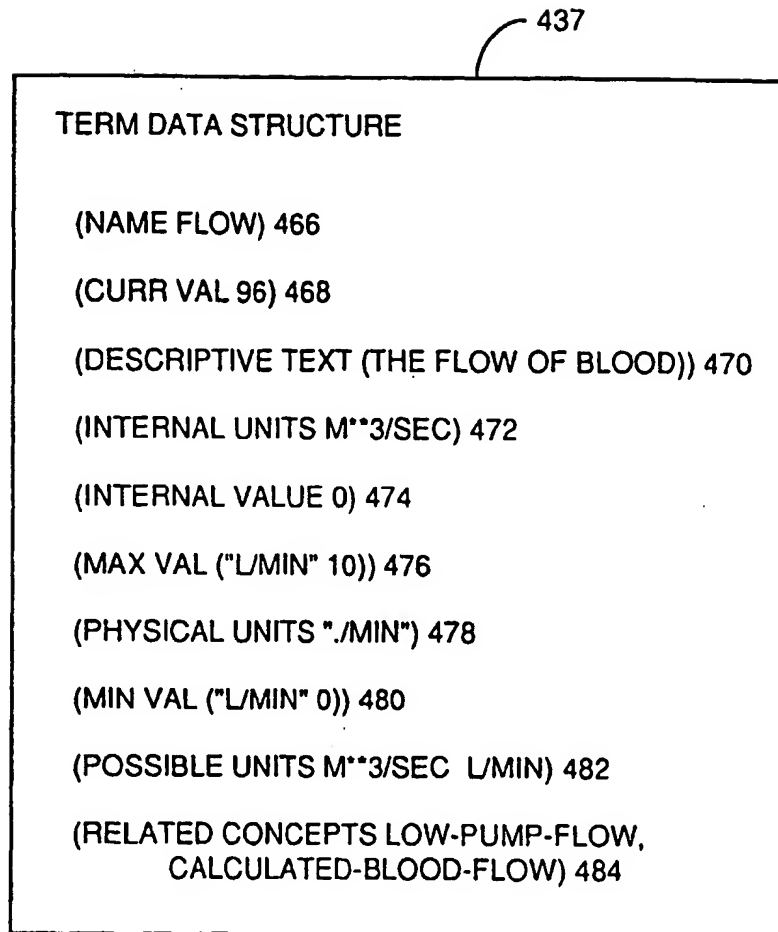 437
TERM DATA STRUCTURE
(NAME FLOW) 466
(CURR VAL 96) 468
(DESCRIPTIVE TEXT (THE FLOW OF BLOOD)) 470
(INTERNAL UNITS M**3/SEC) 472
(INTERNAL VALUE 0) 474
(MAX VAL ("L/MIN" 10)) 476
(PHYSICAL UNITS "./MIN") 478
(MIN VAL ("L/MIN" 0)) 480
(POSSIBLE UNITS M**3/SEC L/MIN) 482
(RELATED CONCEPTS LOW-PUMP-FLOW,
CALCULATED-BLOOD-FLOW) 484